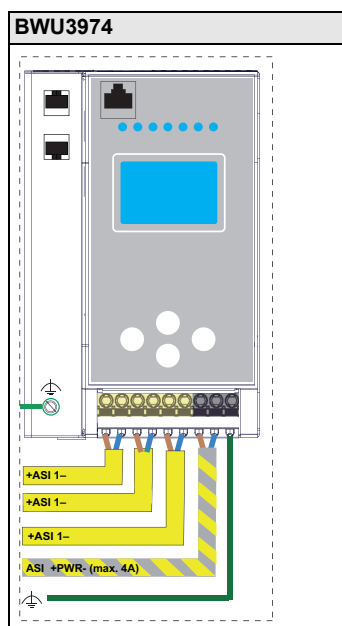 BWU3974
+ASI 1–
+ASI 1–
+ASI 1–
ASI +PWR- (max. 4A)